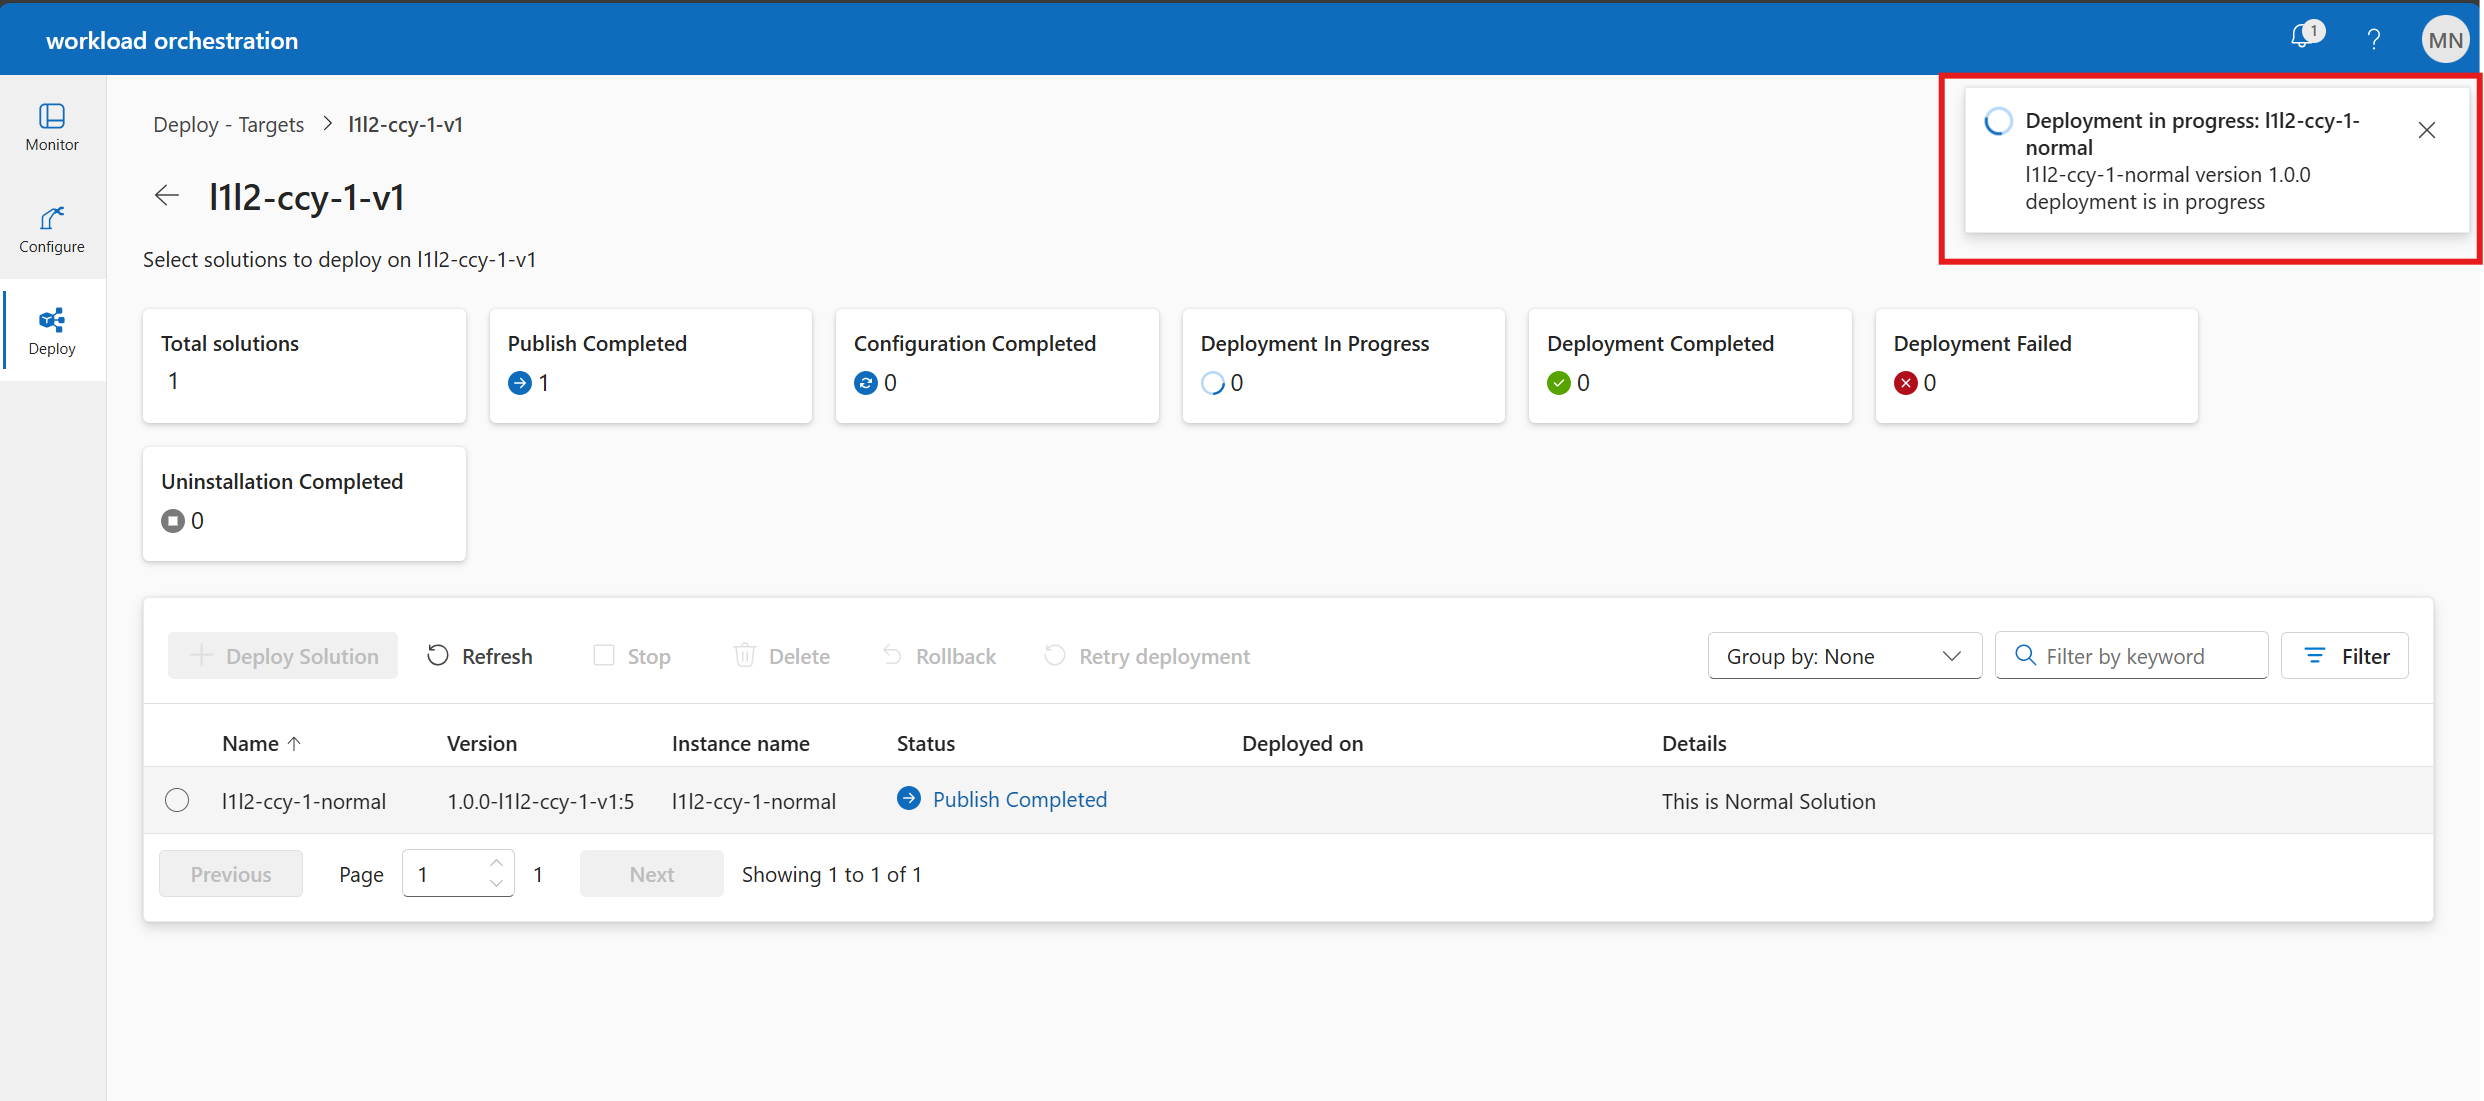 workload orchestration
1
?
MN
Monitor
Configure
Deploy
Deploy - Targets > l1l2-ccy-1-v1
l1l2-ccy-1-v1
Select solutions to deploy on l1l2-ccy-1-v1
Deployment in progress: l1l2-ccy-1-
normal
l1l2-ccy-1-normal version 1.0.0
deployment is in progress
Total solutions
1
Publish Completed
1
Configuration Completed
0
Deployment In Progress
0
Deployment Completed
0
Deployment Failed
0
Uninstallation Completed
0
Deploy Solution Refresh Stop Delete Rollback Retry deployment Group by: None Filter by keyword Filter
Name Version Instance name Status Deployed on Details
l1l2-ccy-1-normal 1.0.0-l1l2-ccy-1-v1:5 l1l2-ccy-1-normal Publish Completed This is Normal Solution
Previous Page 1 1 Next Showing 1 to 1 of 1